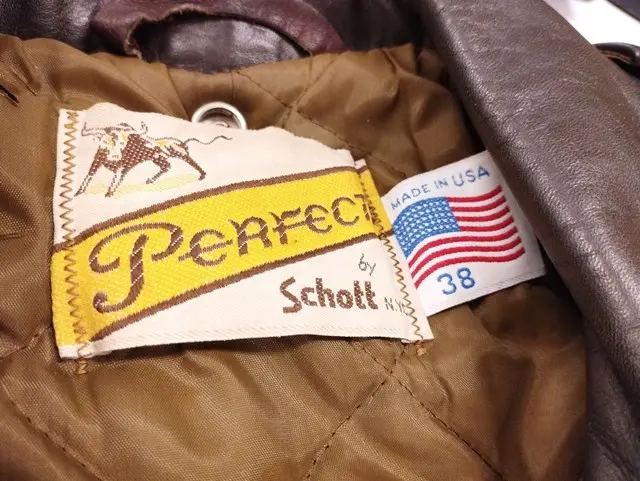 Perfecto
by
Schott N.Y.
MADE IN USA
38